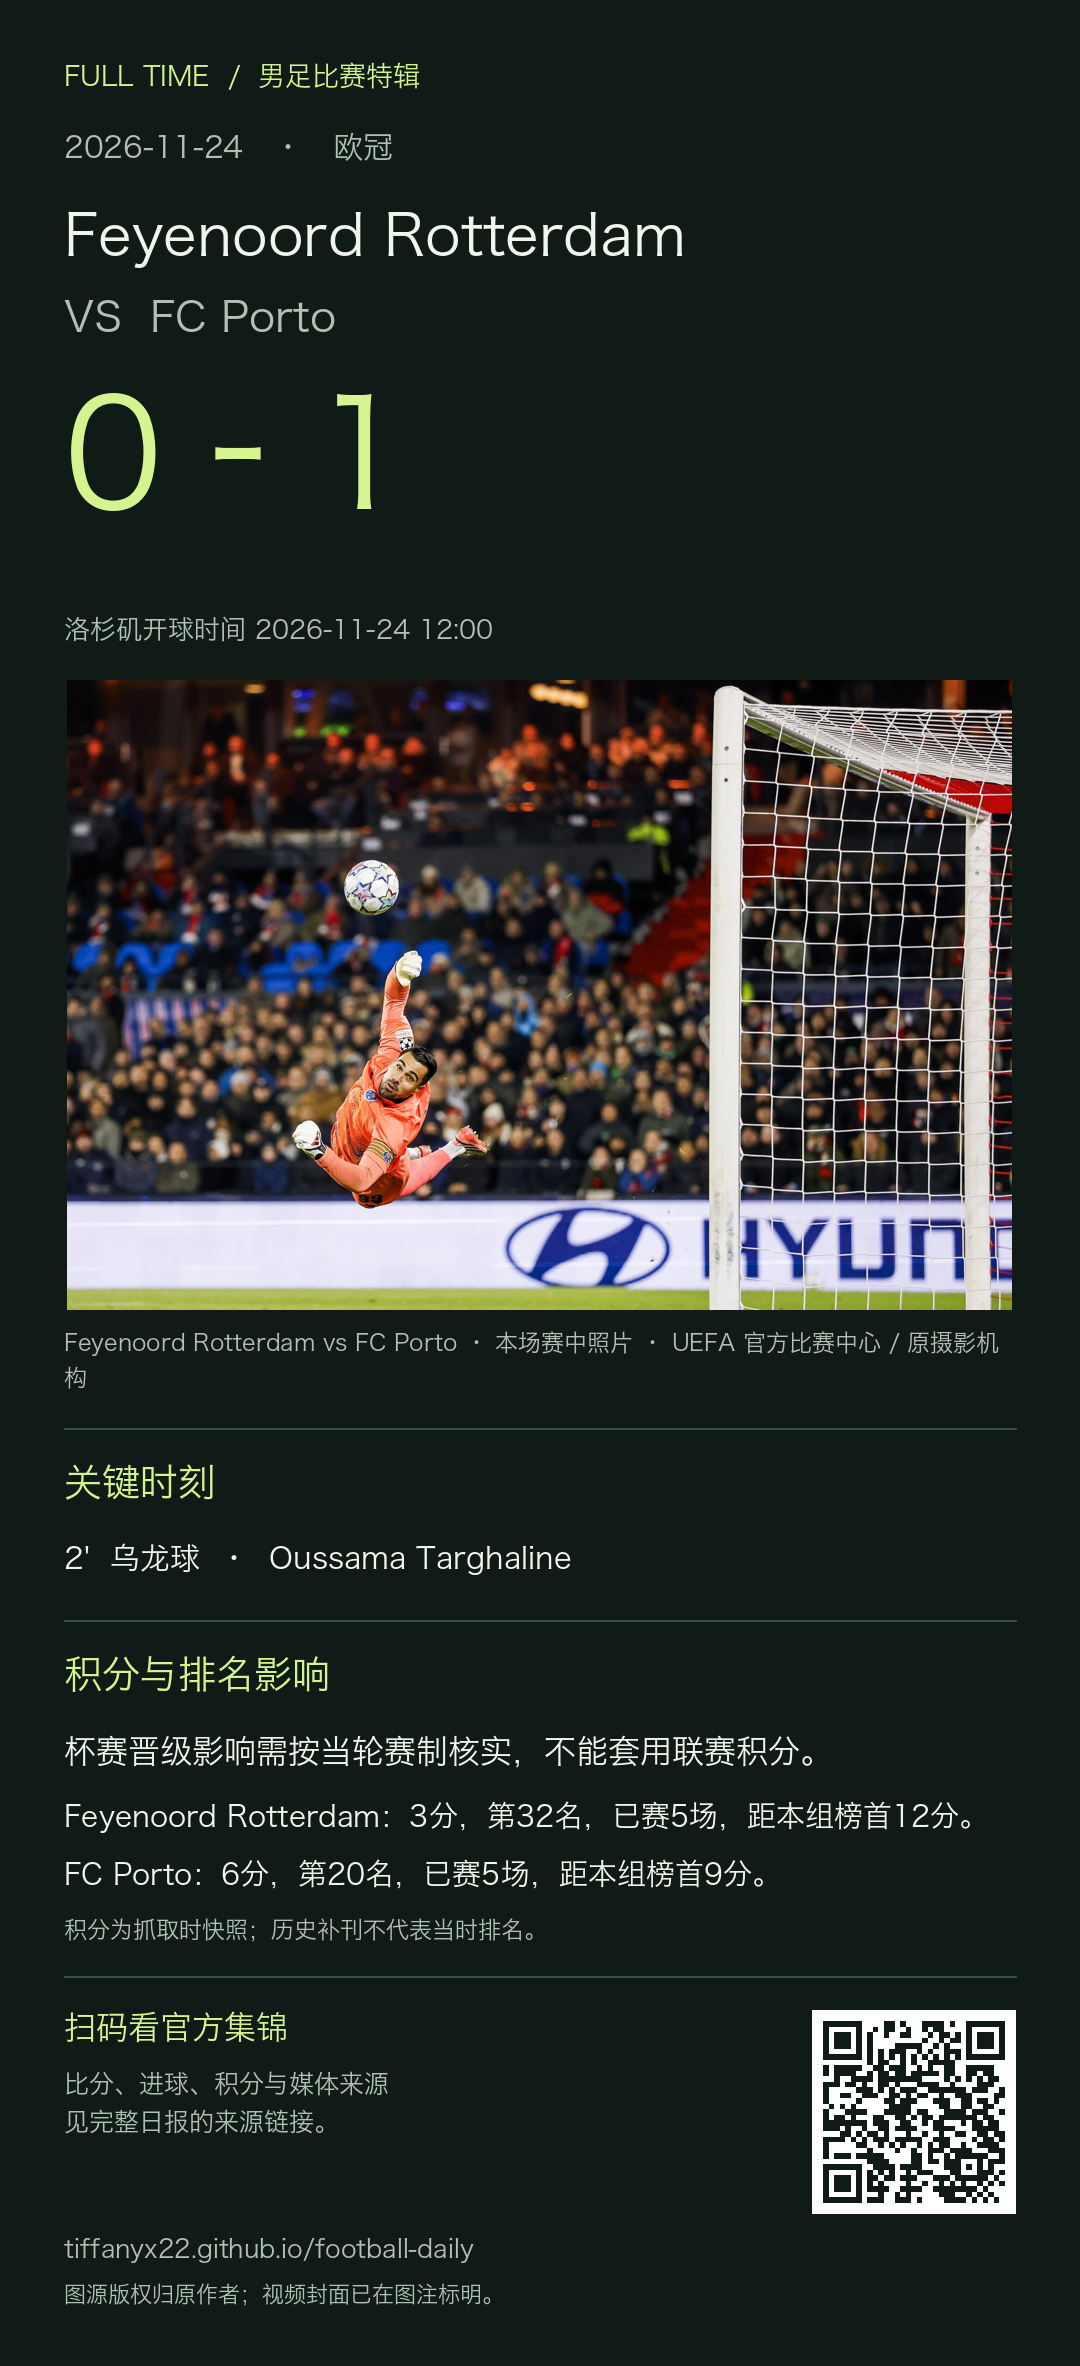 FULL TIME / 男足比赛特辑
2026-11-24 · 欧冠
Feyenoord Rotterdam
VS FC Porto
0 - 1
洛杉矶开球时间 2026-11-24 12:00
HYUN
99
Feyenoord Rotterdam vs FC Porto · 本场赛中照片 · UEFA 官方比赛中心 / 原摄影机
构
关键时刻
2' 乌龙球 · Oussama Targhaline
积分与排名影响
杯赛晋级影响需按当轮赛制核实，不能套用联赛积分。
Feyenoord Rotterdam：3分，第32名，已赛5场，距本组榜首12分。
FC Porto：6分，第20名，已赛5场，距本组榜首9分。
积分为抓取时快照；历史补刊不代表当时排名。
扫码看官方集锦
比分、进球、积分与媒体来源
见完整日报的来源链接。
tiffanyx22.github.io/football-daily
图源版权归原作者；视频封面已在图注标明。